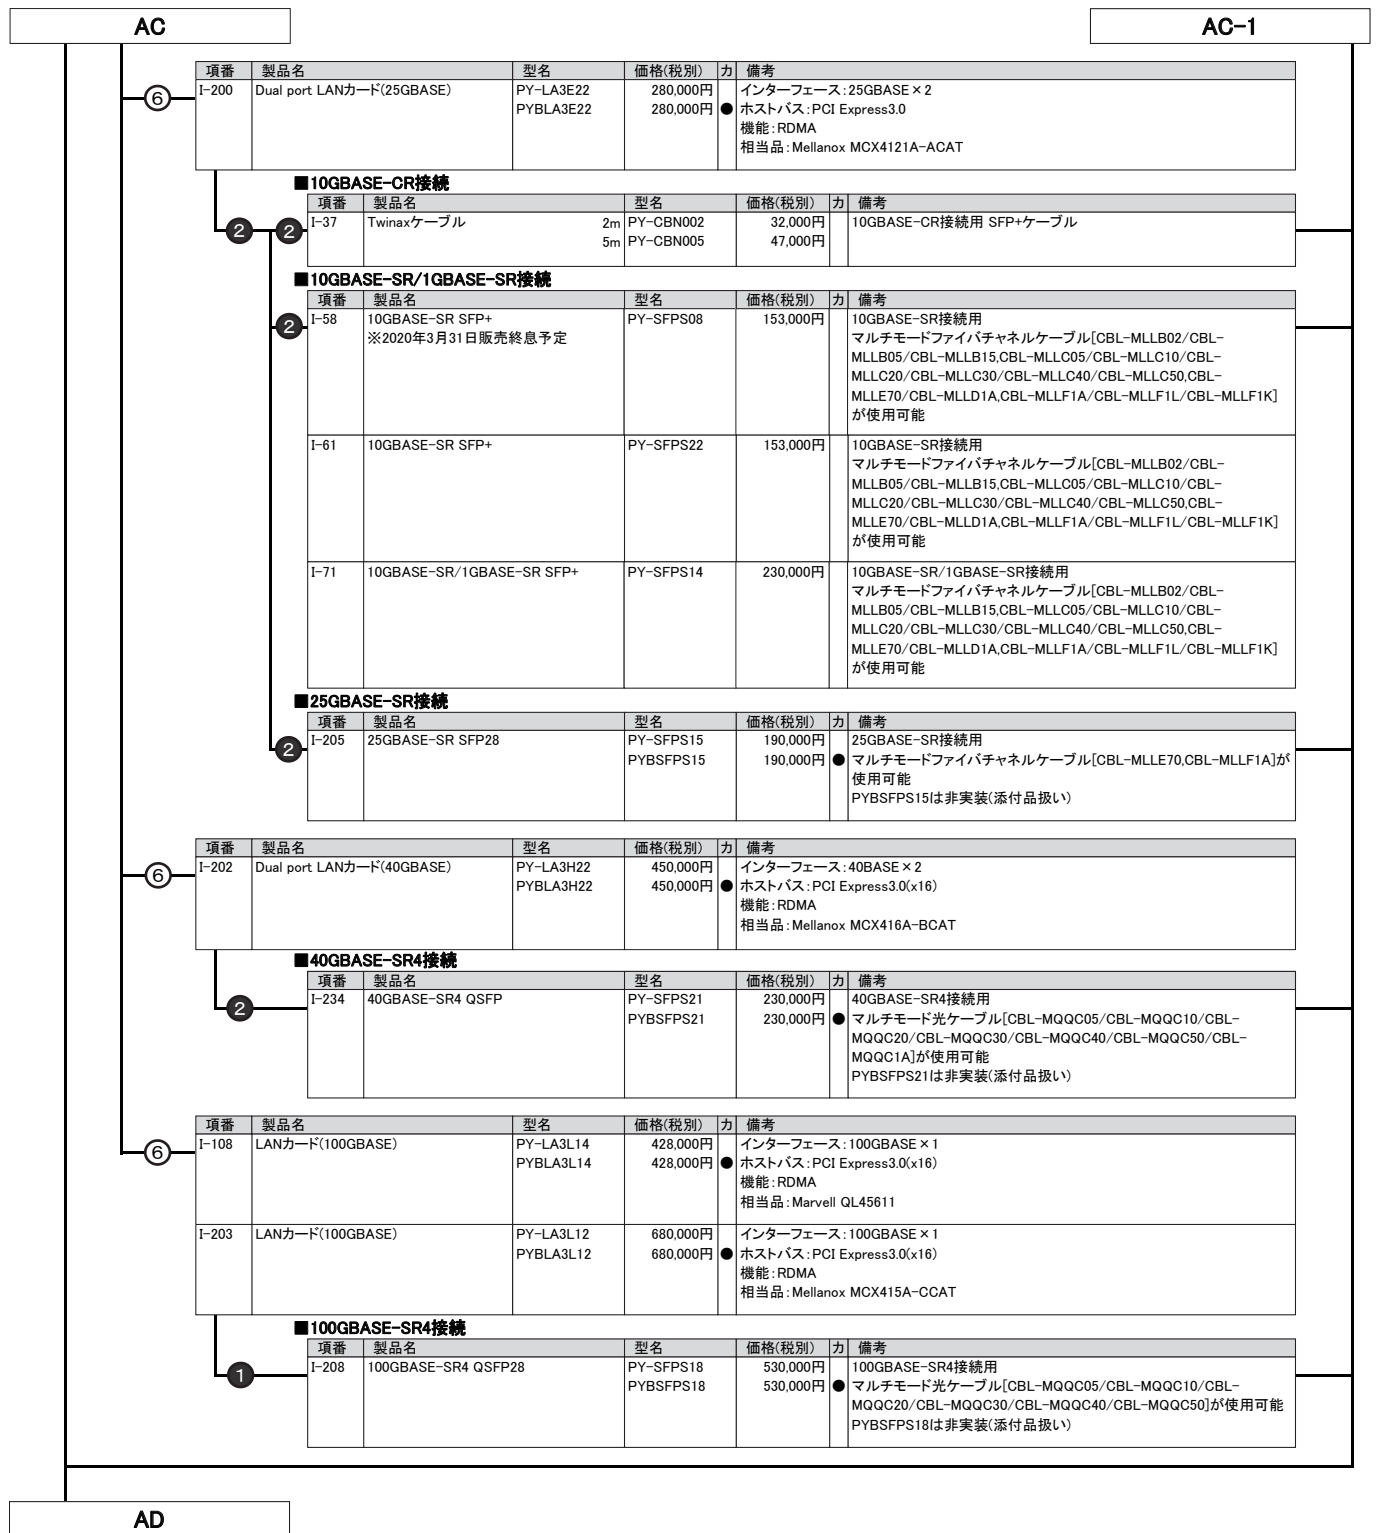 AC
AC-1
項番 製品名 型名 価格(税別) カ 備考
⑥ I-200 Dual port LANカード(25GBASE) PY-LA3E22 280,000円 インターフェース:25GBASE×2
PYBLA3E22 280,000円 ● ホストバス:PCI Express3.0
機能:RDMA
相当品:Mellanox MCX4121A-ACAT
■10GBASE-CR接続
項番 製品名 型名 価格(税別) カ 備考
❷ ❷ I-37 Twinaxケーブル 2m PY-CBN002 32,000円 10GBASE-CR接続用 SFP+ケーブル
5m PY-CBN005 47,000円
■10GBASE-SR/1GBASE-SR接続
項番 製品名 型名 価格(税別) カ 備考
❷ I-58 10GBASE-SR SFP+ PY-SFPS08 153,000円 10GBASE-SR接続用
※2020年3月31日販売終息予定 マルチモードファイバチャネルケーブル[CBL-MLLB02/CBL-
MLLB05/CBL-MLLB15,CBL-MLLC05/CBL-MLLC10/CBL-
MLLC20/CBL-MLLC30/CBL-MLLC40/CBL-MLLC50,CBL-
MLLE70/CBL-MLLD1A,CBL-MLLF1A/CBL-MLLF1L/CBL-MLLF1K]
が使用可能
I-61 10GBASE-SR SFP+ PY-SFPS22 153,000円 10GBASE-SR接続用
マルチモードファイバチャネルケーブル[CBL-MLLB02/CBL-
MLLB05/CBL-MLLB15,CBL-MLLC05/CBL-MLLC10/CBL-
MLLC20/CBL-MLLC30/CBL-MLLC40/CBL-MLLC50,CBL-
MLLE70/CBL-MLLD1A,CBL-MLLF1A/CBL-MLLF1L/CBL-MLLF1K]
が使用可能
I-71 10GBASE-SR/1GBASE-SR SFP+ PY-SFPS14 230,000円 10GBASE-SR/1GBASE-SR接続用
マルチモードファイバチャネルケーブル[CBL-MLLB02/CBL-
MLLB05/CBL-MLLB15,CBL-MLLC05/CBL-MLLC10/CBL-
MLLC20/CBL-MLLC30/CBL-MLLC40/CBL-MLLC50,CBL-
MLLE70/CBL-MLLD1A,CBL-MLLF1A/CBL-MLLF1L/CBL-MLLF1K]
が使用可能
■25GBASE-SR接続
項番 製品名 型名 価格(税別) カ 備考
❷ I-205 25GBASE-SR SFP28 PY-SFPS15 190,000円 25GBASE-SR接続用
PYBSFPS15 190,000円 ● マルチモードファイバチャネルケーブル[CBL-MLLE70,CBL-MLLF1A]が
使用可能
PYBSFPS15は非実装(添付品扱い)
項番 製品名 型名 価格(税別) カ 備考
⑥ I-202 Dual port LANカード(40GBASE) PY-LA3H22 450,000円 インターフェース:40BASE×2
PYBLA3H22 450,000円 ● ホストバス:PCI Express3.0(x16)
機能:RDMA
相当品:Mellanox MCX416A-BCAT
■40GBASE-SR4接続
項番 製品名 型名 価格(税別) カ 備考
❷ I-234 40GBASE-SR4 QSFP PY-SFPS21 230,000円 40GBASE-SR4接続用
PYBSFPS21 230,000円 ● マルチモード光ケーブル[CBL-MQQC05/CBL-MQQC10/CBL-
MQQC20/CBL-MQQC30/CBL-MQQC40/CBL-MQQC50/CBL-
MQQC1A]が使用可能
PYBSFPS21は非実装(添付品扱い)
項番 製品名 型名 価格(税別) カ 備考
⑥ I-108 LANカード(100GBASE) PY-LA3L14 428,000円 インターフェース:100GBASE×1
PYBLA3L14 428,000円 ● ホストバス:PCI Express3.0(x16)
機能:RDMA
相当品:Marvell QL45611
I-203 LANカード(100GBASE) PY-LA3L12 680,000円 インターフェース:100GBASE×1
PYBLA3L12 680,000円 ● ホストバス:PCI Express3.0(x16)
機能:RDMA
相当品:Mellanox MCX415A-CCAT
■100GBASE-SR4接続
項番 製品名 型名 価格(税別) カ 備考
❶ I-208 100GBASE-SR4 QSFP28 PY-SFPS18 530,000円 100GBASE-SR4接続用
PYBSFPS18 530,000円 ● マルチモード光ケーブル[CBL-MQQC05/CBL-MQQC10/CBL-
MQQC20/CBL-MQQC30/CBL-MQQC40/CBL-MQQC50]が使用可能
PYBSFPS18は非実装(添付品扱い)
AD